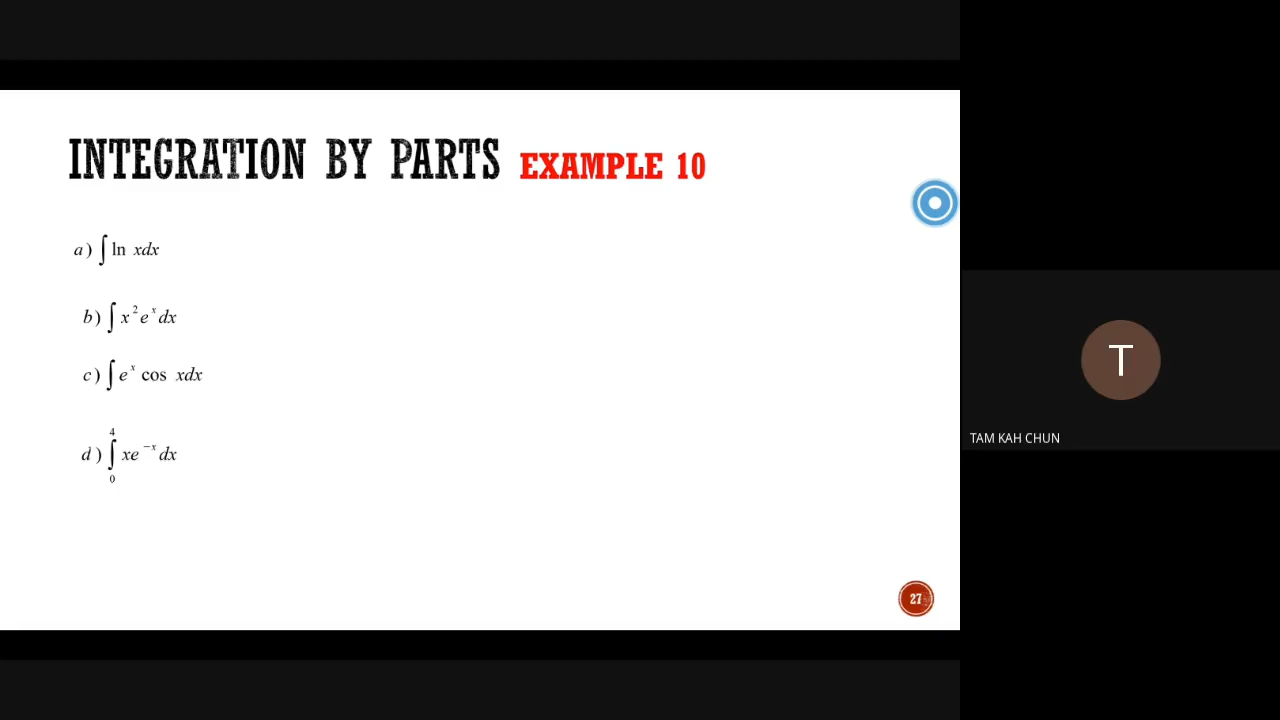 INTEGRATION BY PARTS EXAMPLE 10
a) ∫ ln xdx
b) ∫ x²eˣdx
c) ∫ eˣ cos xdx
d) ∫₀⁴ xe⁻ˣdx
T
TAM KAH CHUN
27